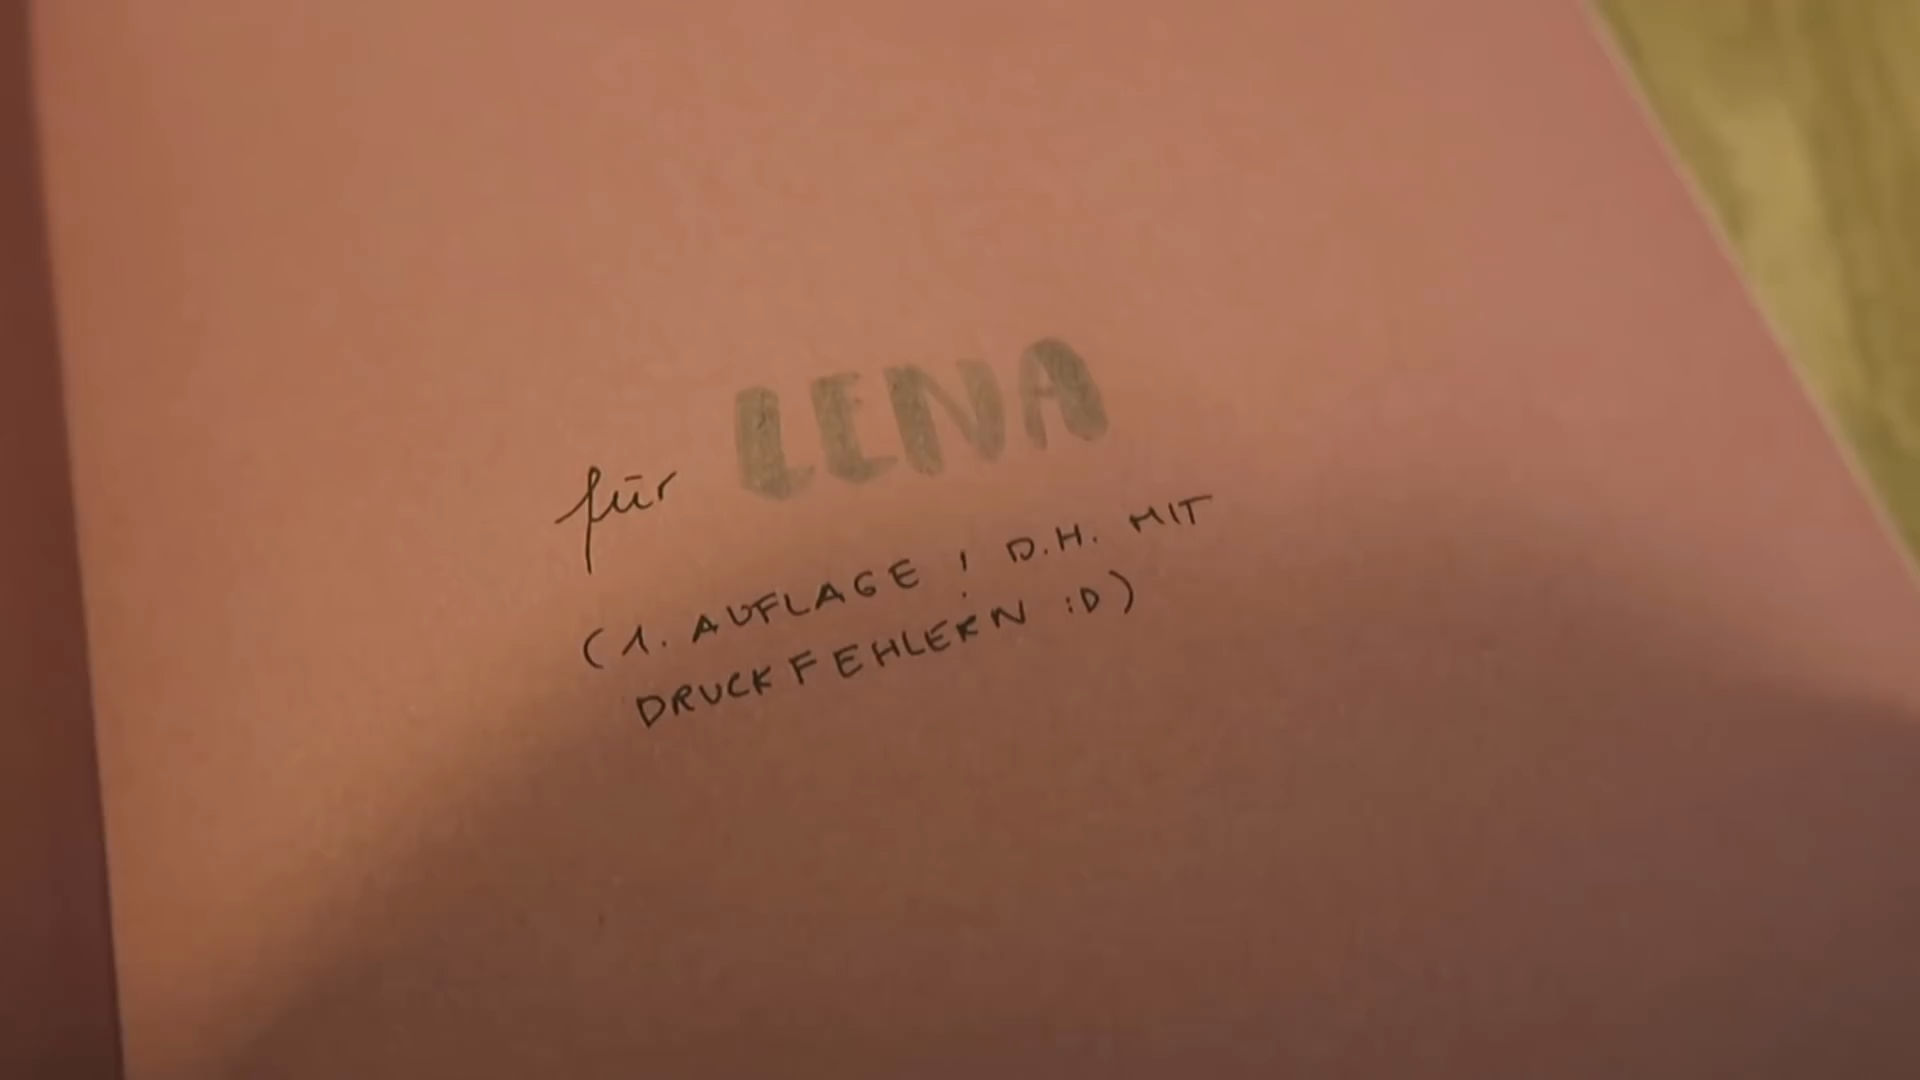 für LENA
(1. AUFLAGE ! D.H. MIT
DRUCKFEHLERN :D)